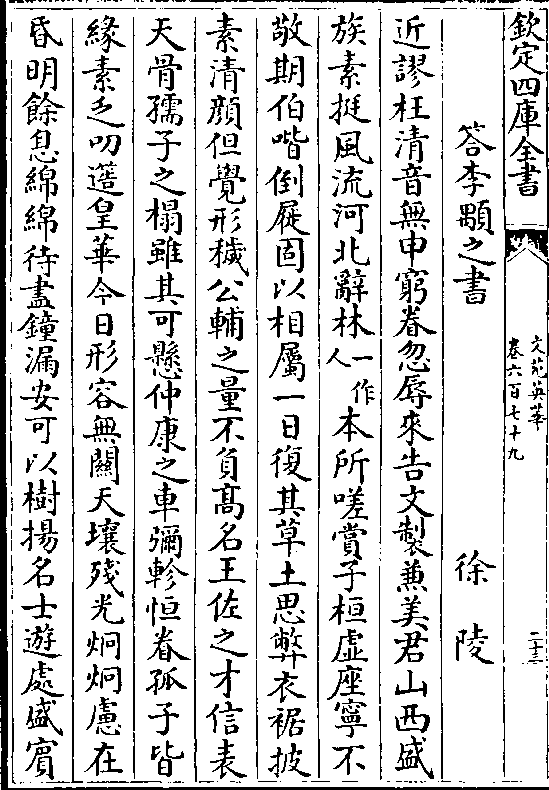 欽定四庫全書
文苑英華
卷六百七十九
二十三
答李顒之書
徐陵
近謬枉清音無申窮眷忽辱來告文製兼美君山西盛
族素挺風流河北辭林一作人本所嗟賞子桓虛座寧不
敬期伯喈倒屣固以相屬一日復其草土思弊衣裾披
素清顏但覺形穢公輔之量不負髙名王佐之才信表
天骨孺子之榻雖其可懸仲康之車彌軫恒眷孤子皆
緣素乏叨遘皇華今日形容無關天壤殘光炯炯慮在
昏明餘息綿綿待盡鐘漏安可以樹揚名士遊處盛賓